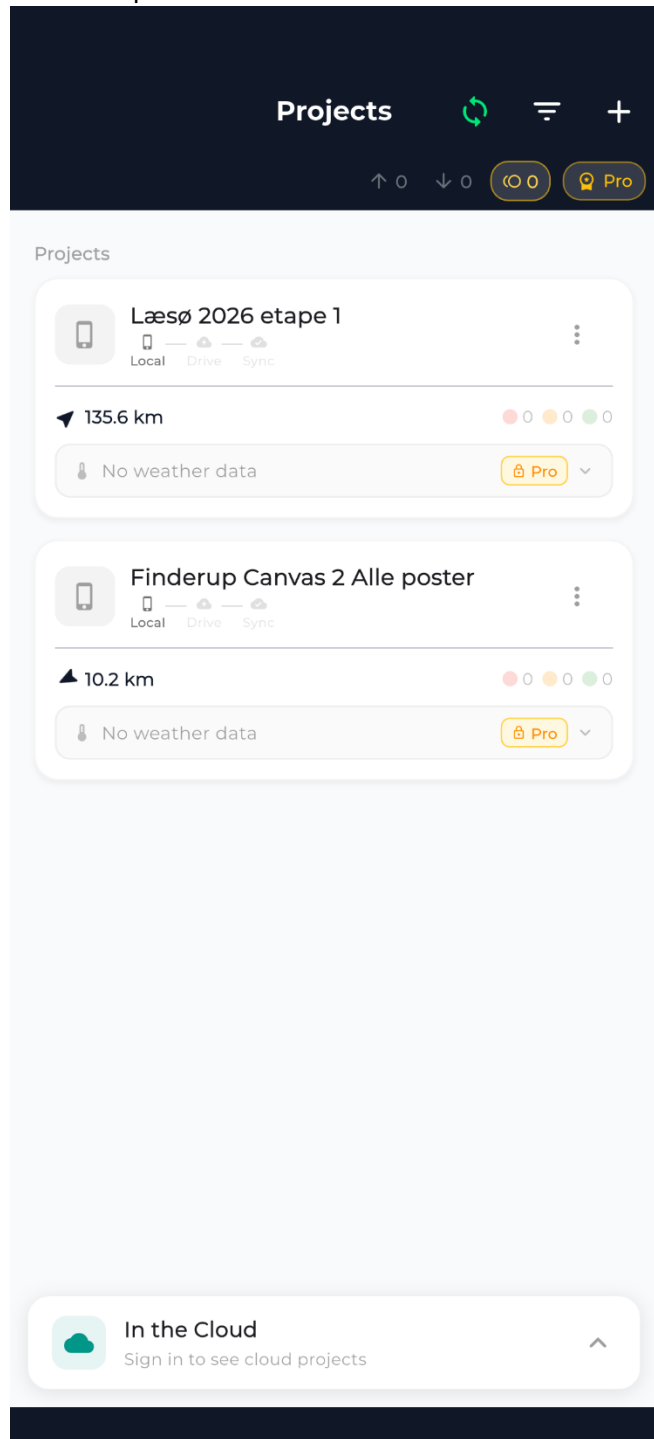 Projects
0 0 0 Pro
Projects
Læsø 2026 etape 1
Local Drive Sync
135.6 km 0 0 0
No weather data Pro
Finderup Canvas 2 Alle poster
Local Drive Sync
10.2 km 0 0 0
No weather data Pro
In the Cloud
Sign in to see cloud projects